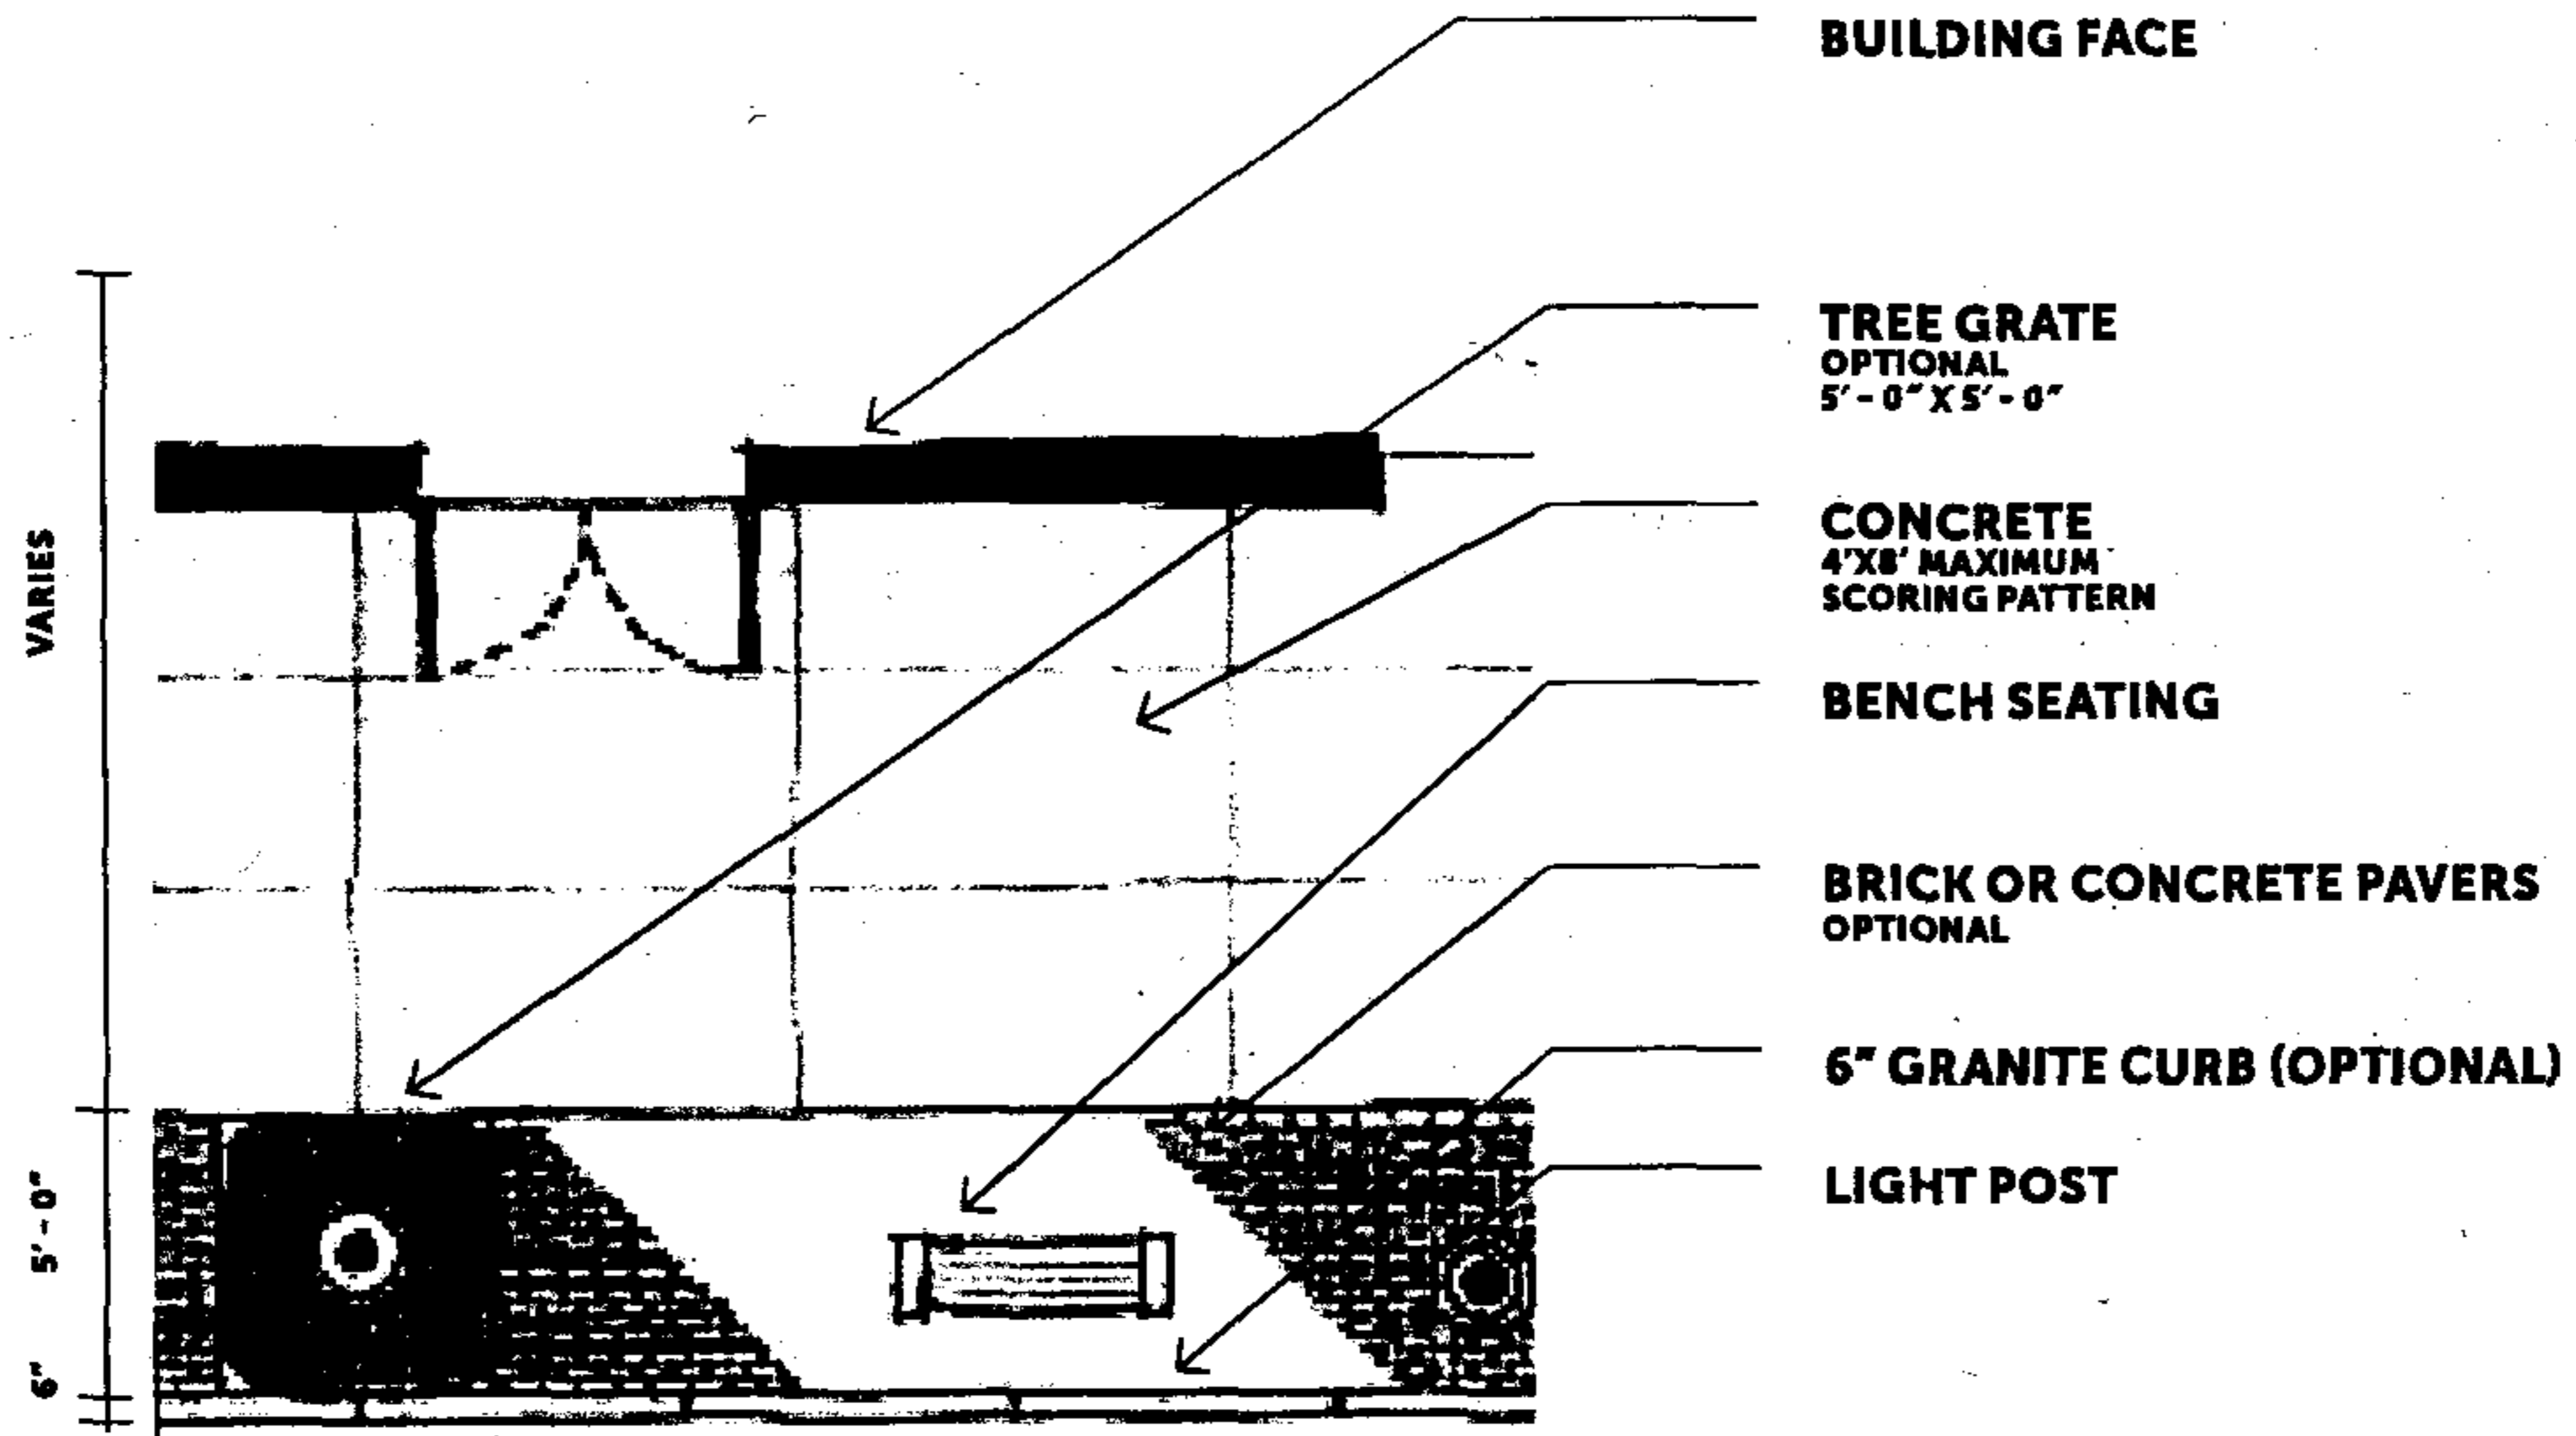 BUILDING FACE
TREE GRATE
OPTIONAL
5'-0" X 5'-0"
CONCRETE
4'X8' MAXIMUM
SCORING PATTERN
BENCH SEATING
BRICK OR CONCRETE PAVERS
OPTIONAL
6" GRANITE CURB (OPTIONAL)
LIGHT POST
VARIES
5'-0"
6"